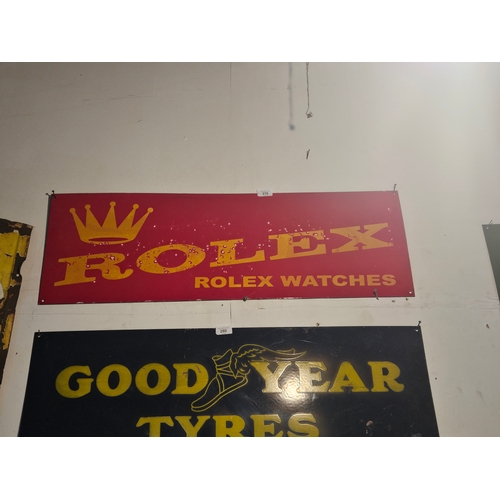 ROLEX
ROLEX WATCHES
GOOD YEAR
TYRES